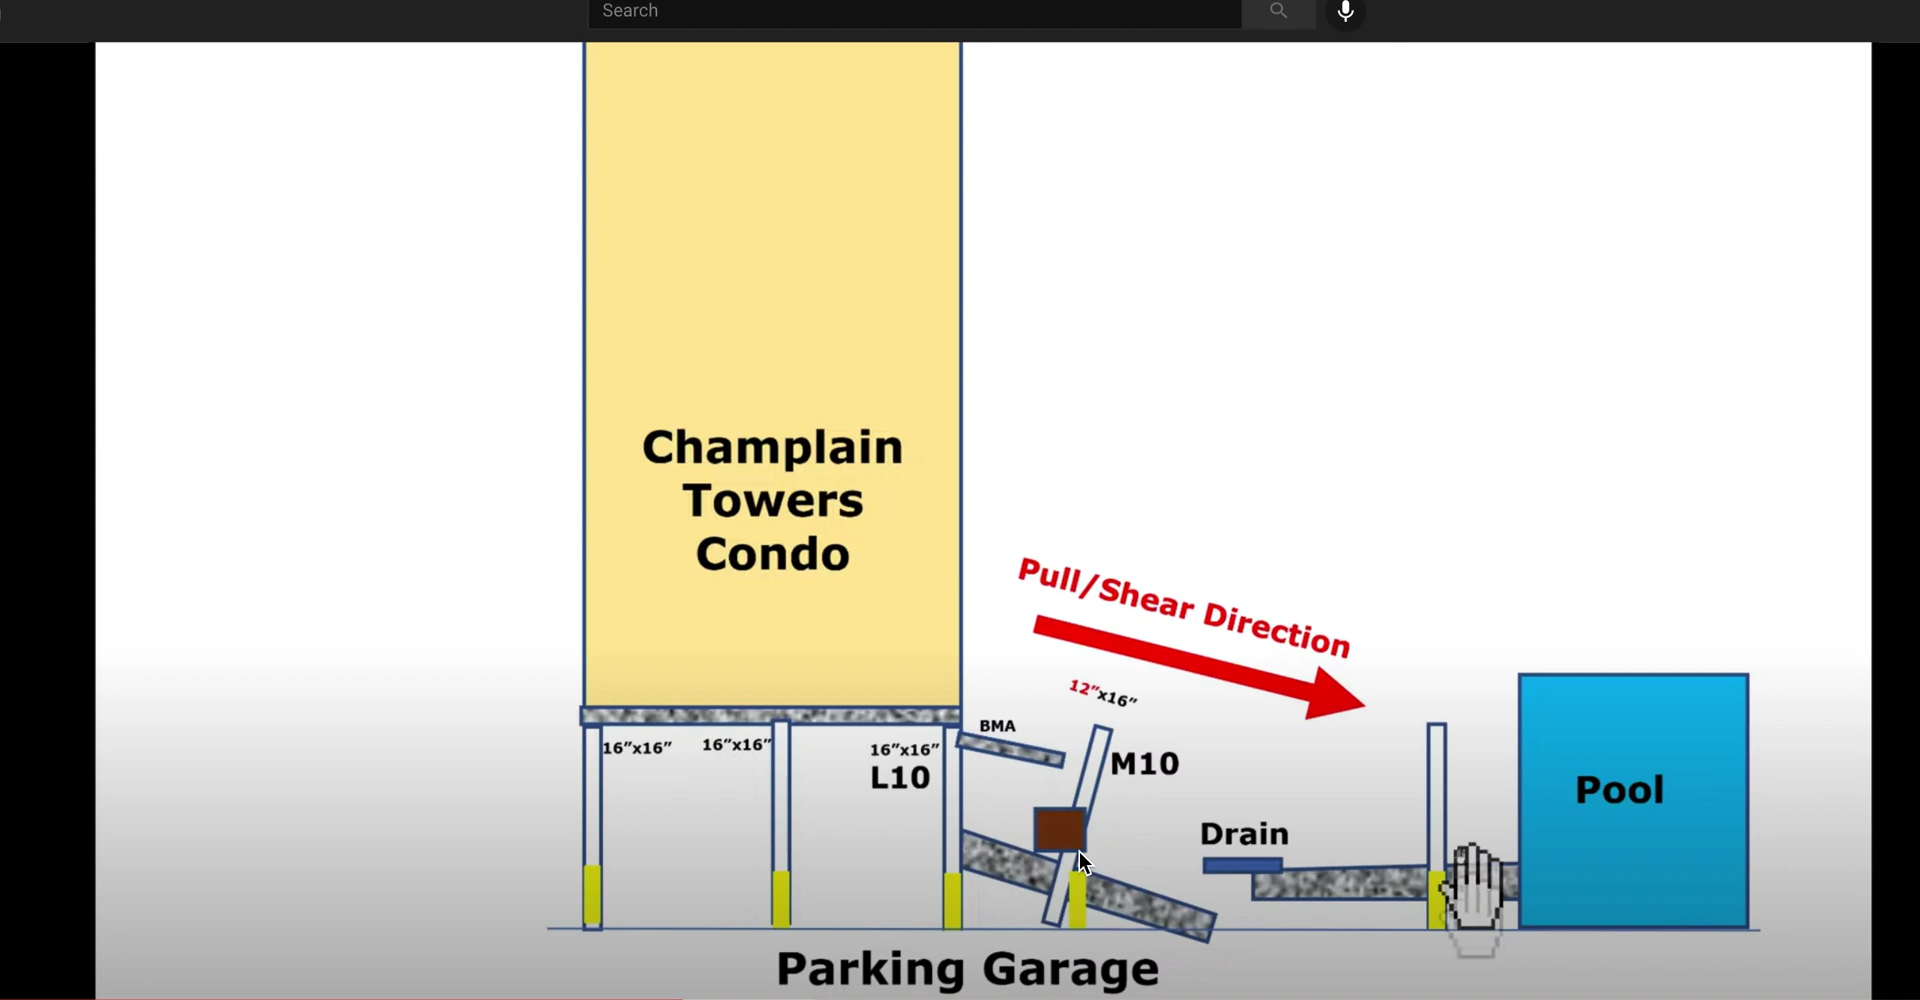 Search
Champlain
Towers
Condo
Pull/Shear Direction
12”x16”
BMA
16”x16” 16”x16” 16”x16”
L10
M10
Drain
Pool
Parking Garage